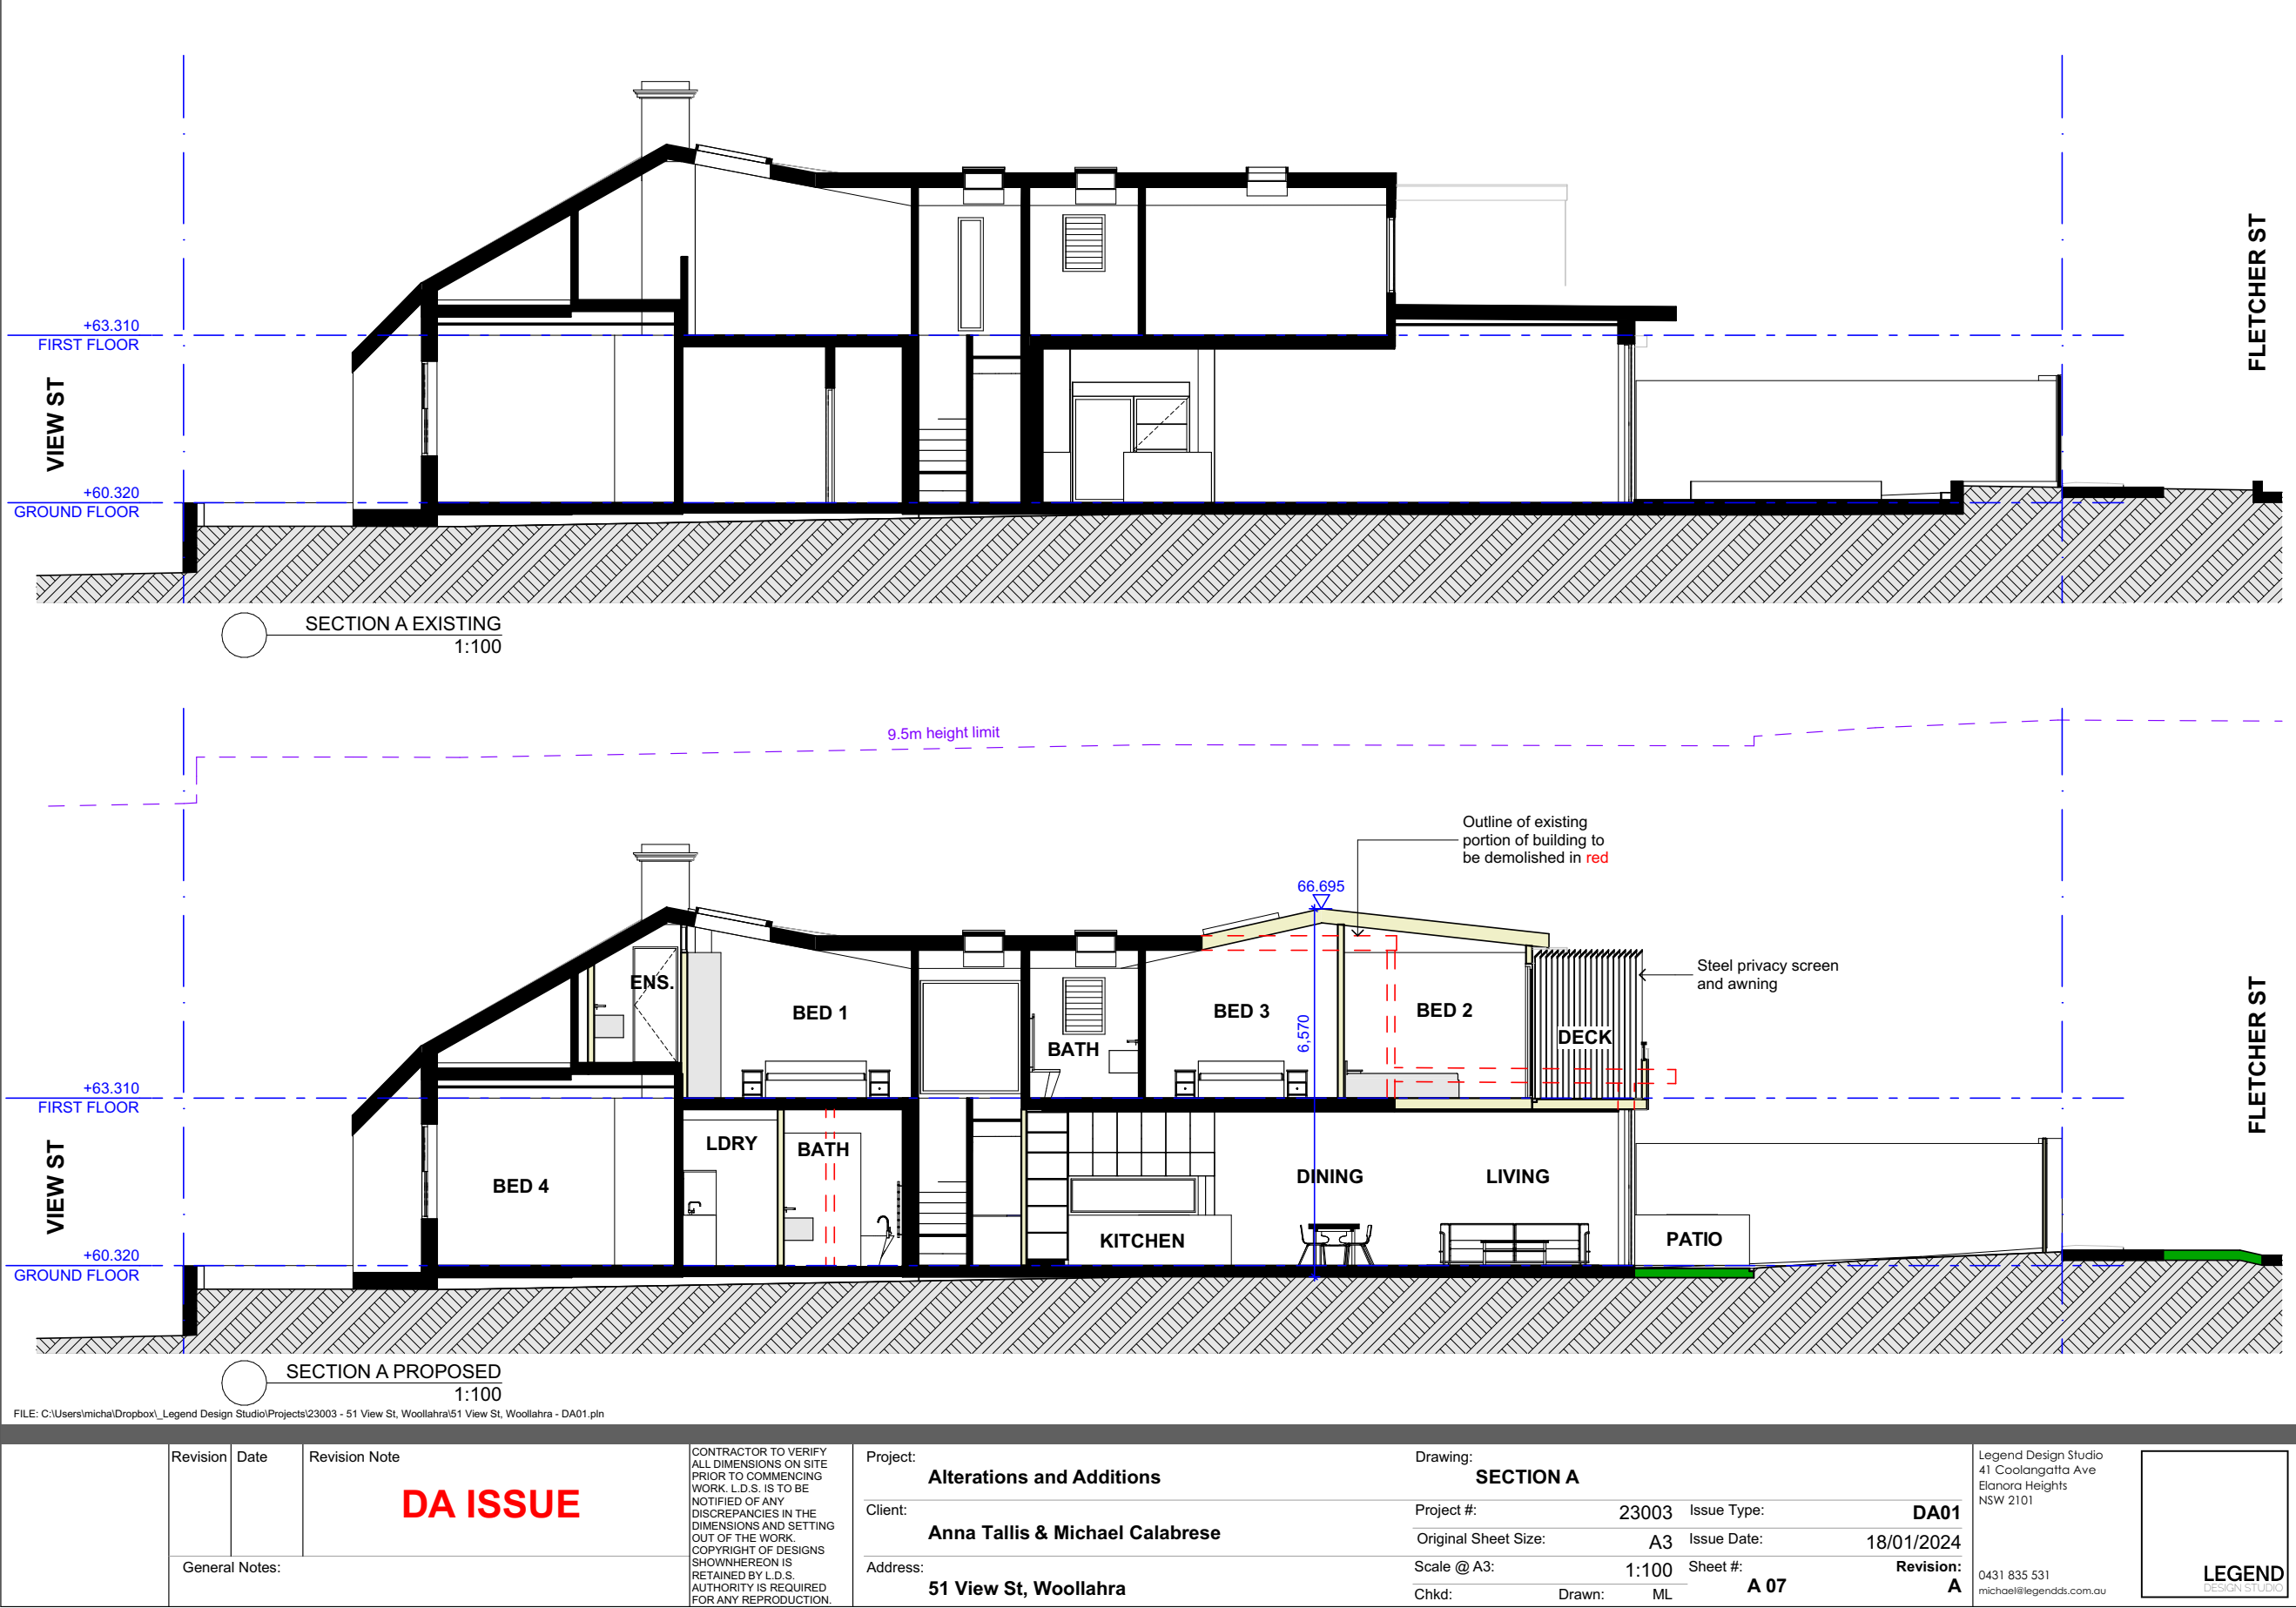 +63.310
FIRST FLOOR
VIEW ST
+60.320
GROUND FLOOR
FLETCHER ST
SECTION A EXISTING
1:100
9.5m height limit
Outline of existing
portion of building to
be demolished in red
66.695
Steel privacy screen
and awning
ENS.
BED 1
BATH
BED 3
6,570
BED 2
DECK
+63.310
FIRST FLOOR
VIEW ST
BED 4
LDRY
BATH
KITCHEN
DINING
LIVING
PATIO
FLETCHER ST
+60.320
GROUND FLOOR
SECTION A PROPOSED
1:100
FILE: C:\Users\micha\Dropbox\_Legend Design Studio\Projects\23003 - 51 View St, Woollahra\51 View St, Woollahra - DA01.pln
Revision Date Revision Note
DA ISSUE
General Notes:
CONTRACTOR TO VERIFY
ALL DIMENSIONS ON SITE
PRIOR TO COMMENCING
WORK. L.D.S. IS TO BE
NOTIFIED OF ANY
DISCREPANCIES IN THE
DIMENSIONS AND SETTING
OUT OF THE WORK.
COPYRIGHT OF DESIGNS
SHOWNHEREON IS
RETAINED BY L.D.S.
AUTHORITY IS REQUIRED
FOR ANY REPRODUCTION.
Project:
Alterations and Additions
Client:
Anna Tallis & Michael Calabrese
Address:
51 View St, Woollahra
Drawing:
SECTION A
Project #: 23003 Issue Type: DA01
Original Sheet Size: A3 Issue Date: 18/01/2024
Scale @ A3: 1:100 Sheet #: Revision:
Chkd: Drawn: ML A 07 A
Legend Design Studio
41 Coolangatta Ave
Elanora Heights
NSW 2101
0431 835 531
michael@legendds.com.au
LEGEND
DESIGN STUDIO